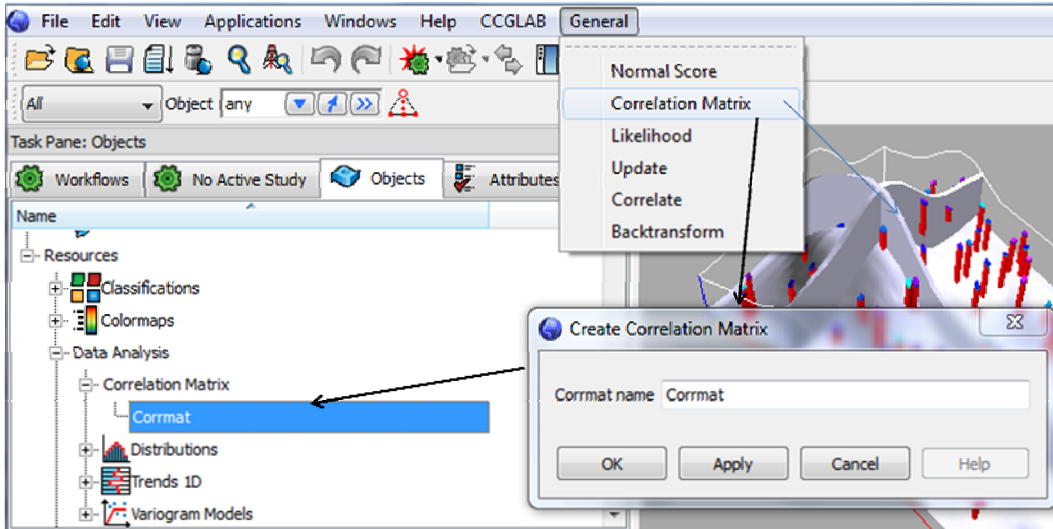 File Edit View Applications Windows Help CCGLAB General
Normal Score
Correlation Matrix
Likelihood
Update
Correlate
Backtransform
All Object any
Task Pane: Objects
Workflows No Active Study Objects Attributes
Name
Resources
Classifications
Colormaps
Data Analysis
Correlation Matrix
Corrmat
Distributions
Trends 1D
Variogram Models
Create Correlation Matrix
Corrmat name Corrmat
OK Apply Cancel Help